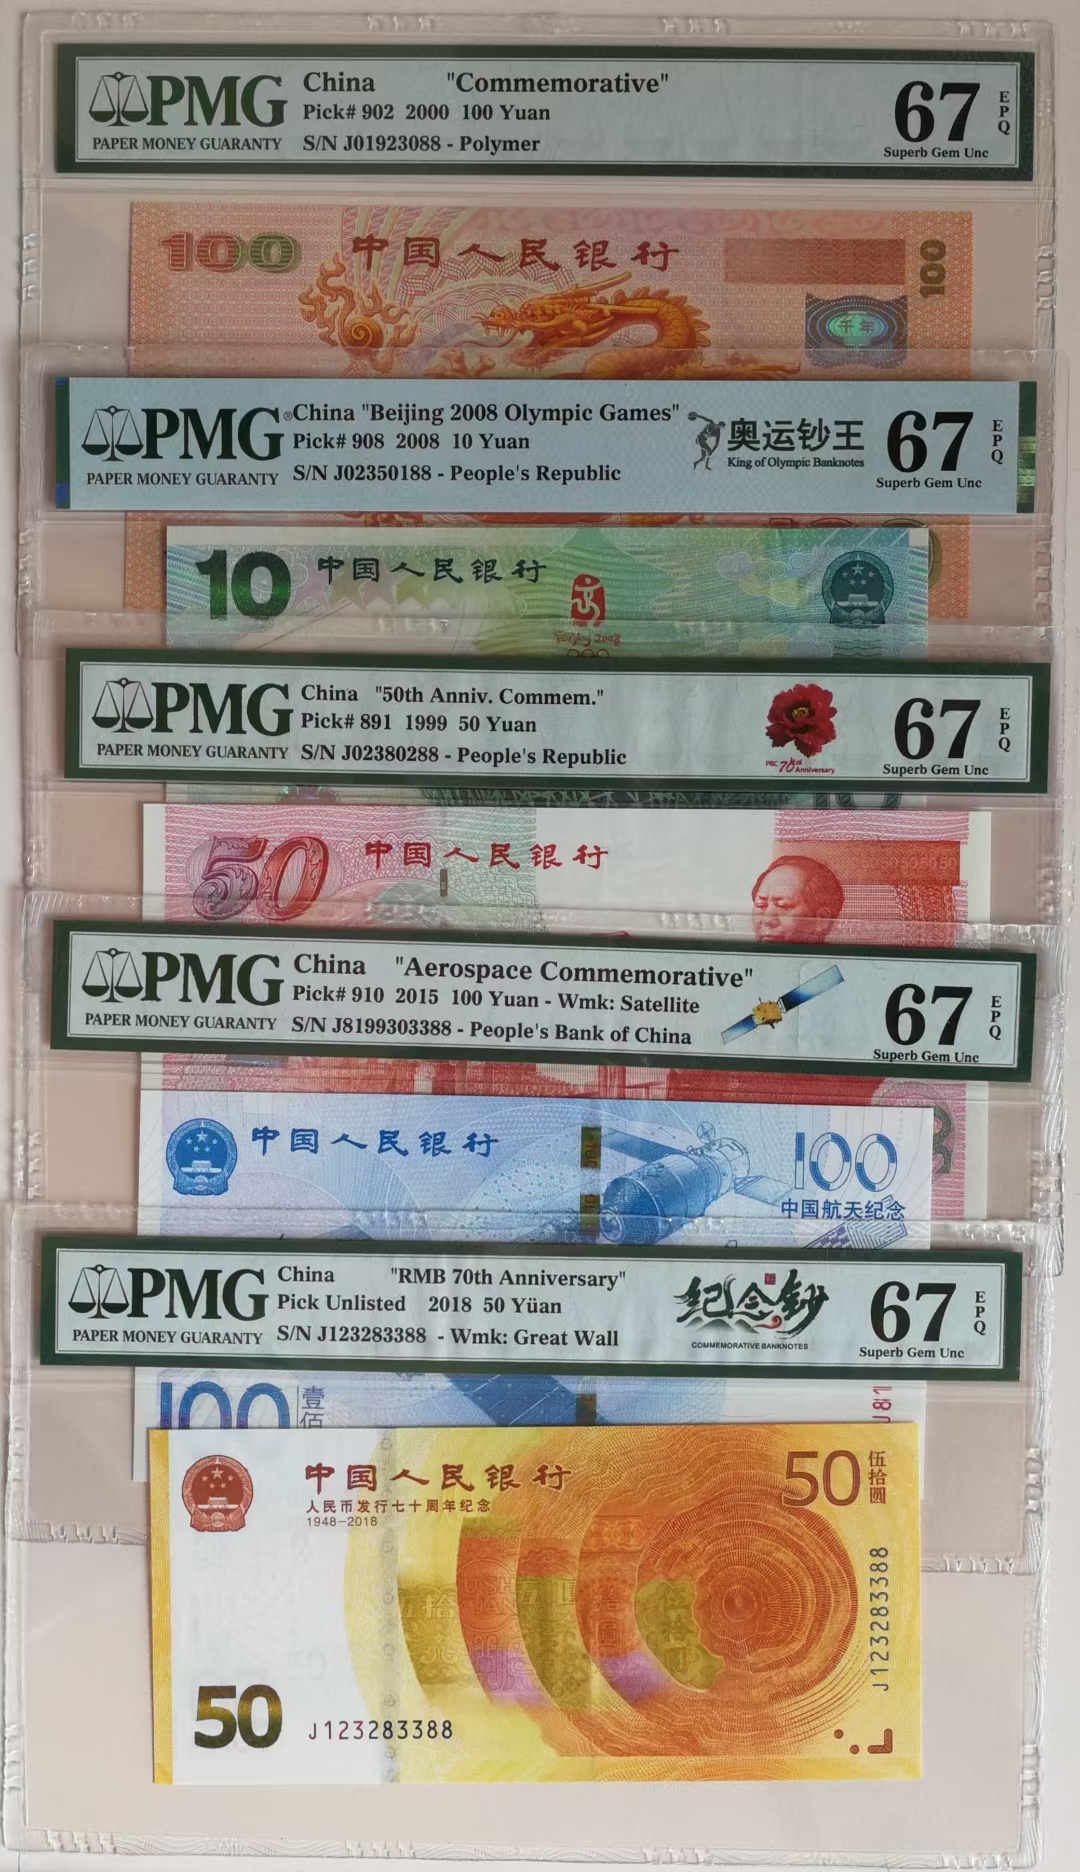 PMG
PAPER MONEY GUARANTY
China "Commemorative"
Pick# 902 2000 100 Yuan
S/N J01923088 - Polymer
67 EPQ
Superb Gem Unc
100 中国人民银行 100
千年
PMG®
PAPER MONEY GUARANTY
China "Beijing 2008 Olympic Games"
Pick# 908 2008 10 Yuan
S/N J02350188 - People's Republic
奥运钞王
King of Olympic Banknotes
67 EPQ
Superb Gem Unc
10 中国人民银行
Beijing 2008
PMG
PAPER MONEY GUARANTY
China "50th Anniv. Commem."
Pick# 891 1999 50 Yuan
S/N J02380288 - People's Republic
PRC 70th Anniversary
67 EPQ
Superb Gem Unc
50 中国人民银行
5050505050
PMG
PAPER MONEY GUARANTY
China "Aerospace Commemorative"
Pick# 910 2015 100 Yuan - Wmk: Satellite
S/N J8199303388 - People's Bank of China
67 EPQ
Superb Gem Unc
中国人民银行 100
中国航天纪念
PMG
PAPER MONEY GUARANTY
China "RMB 70th Anniversary"
Pick Unlisted 2018 50 Yüan
S/N J123283388 - Wmk: Great Wall
纪念钞
COMMEMORATIVE BANKNOTES
67 EPQ
Superb Gem Unc
100 壹佰
J81
中国人民银行 50 伍拾圆
人民币发行七十周年纪念
1948-2018
J123283388
50 J123283388